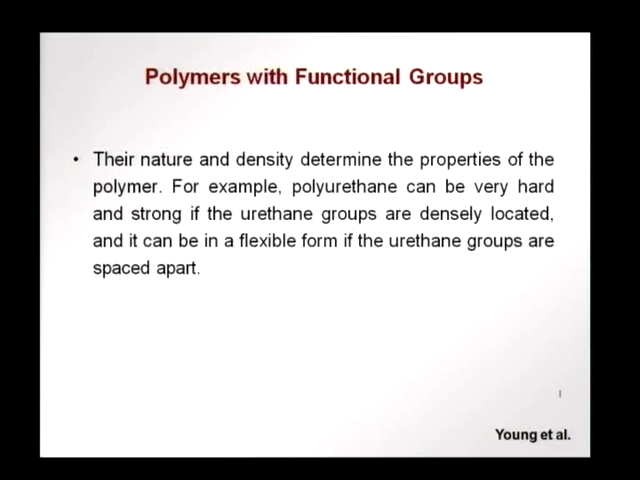 Polymers with Functional Groups
• Their nature and density determine the properties of the
polymer. For example, polyurethane can be very hard
and strong if the urethane groups are densely located,
and it can be in a flexible form if the urethane groups are
spaced apart.
Young et al.